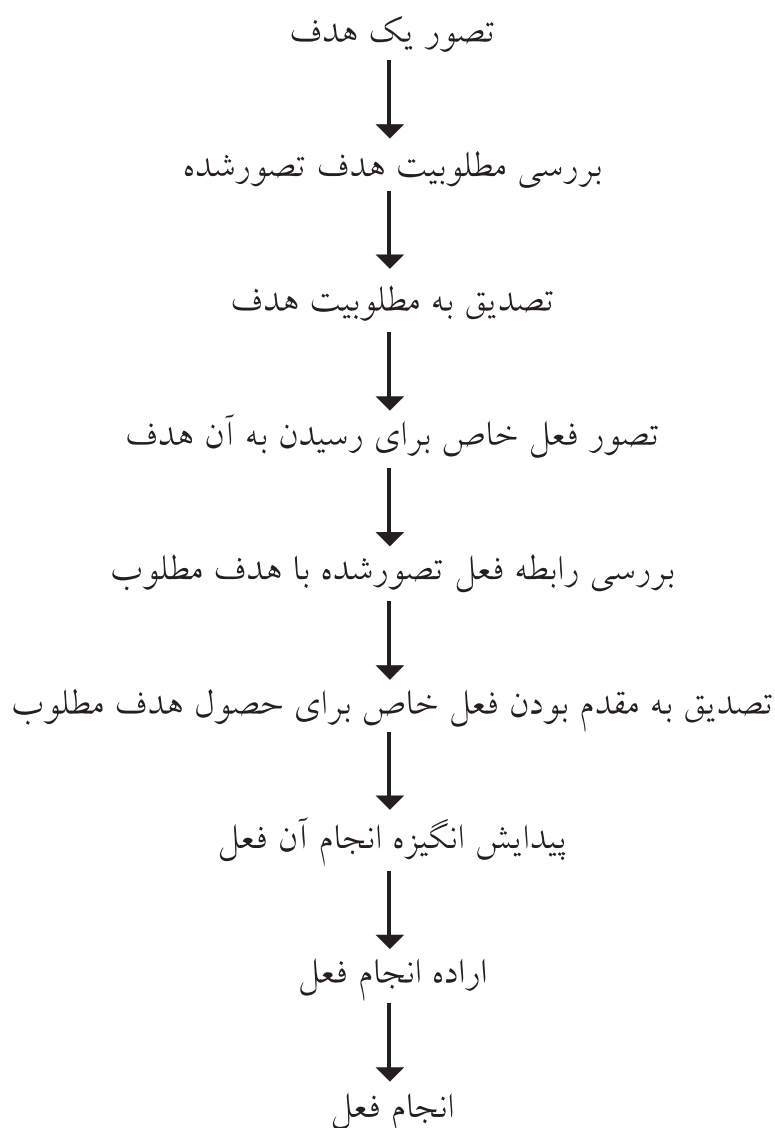 تصور یک هدف
بررسی مطلوبیت هدف تصورشده
تصدیق به مطلوبیت هدف
تصور فعل خاص برای رسیدن به آن هدف
بررسی رابطه فعل تصورشده با هدف مطلوب
تصدیق به مقدم بودن فعل خاص برای حصول هدف مطلوب
پیدایش انگیزه انجام آن فعل
اراده انجام فعل
انجام فعل